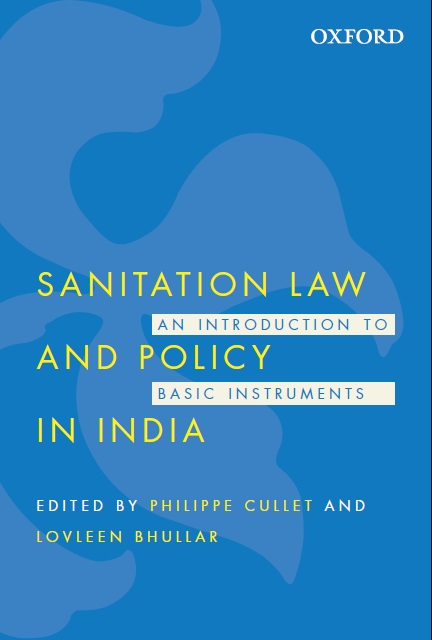 OXFORD
SANITATION LAW
AN INTRODUCTION TO
AND POLICY
BASIC INSTRUMENTS
IN INDIA
EDITED BY PHILIPPE CULLET AND
LOVLEEN BHULLAR